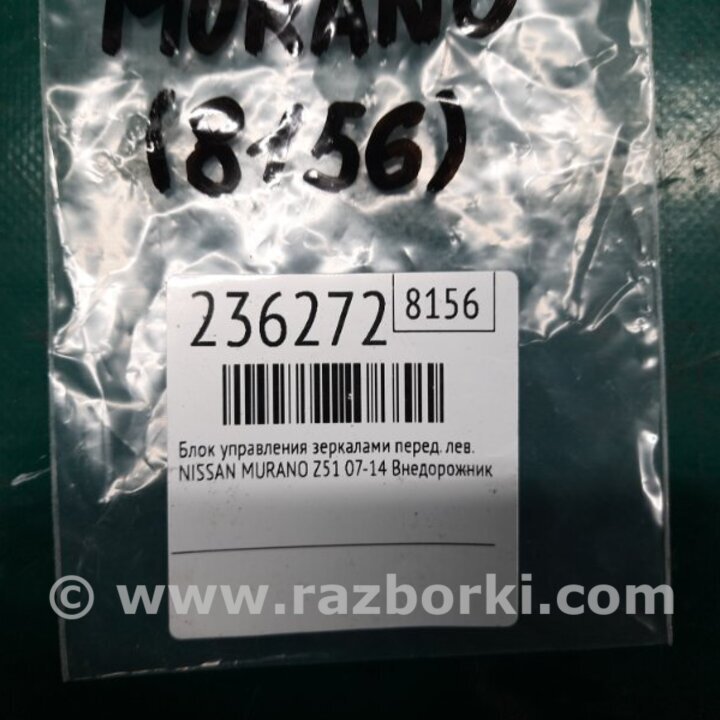 MURANO
(8156)
236272
8156
Блок управления зеркалами перед. лев.
NISSAN MURANO Z51 07-14 Внедорожник
© www.razborki.com